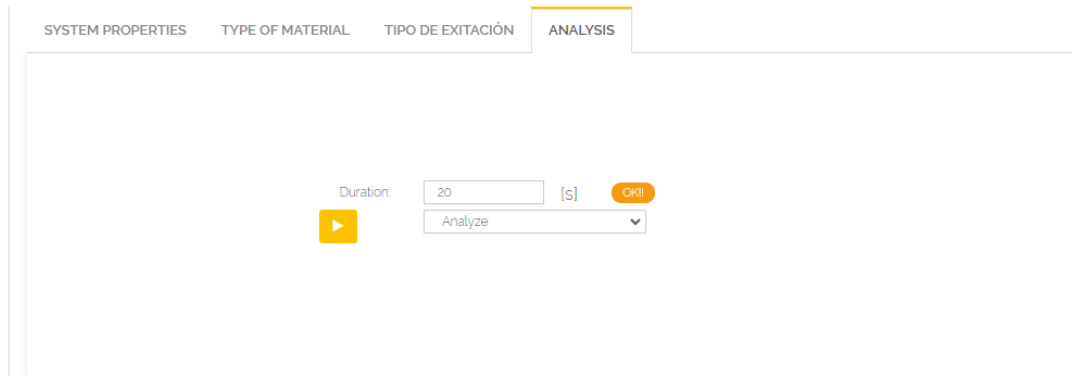 SYSTEM PROPERTIES TYPE OF MATERIAL TIPO DE EXITACIÓN ANALYSIS
Duration: 20 [s] OK!!
Analyze